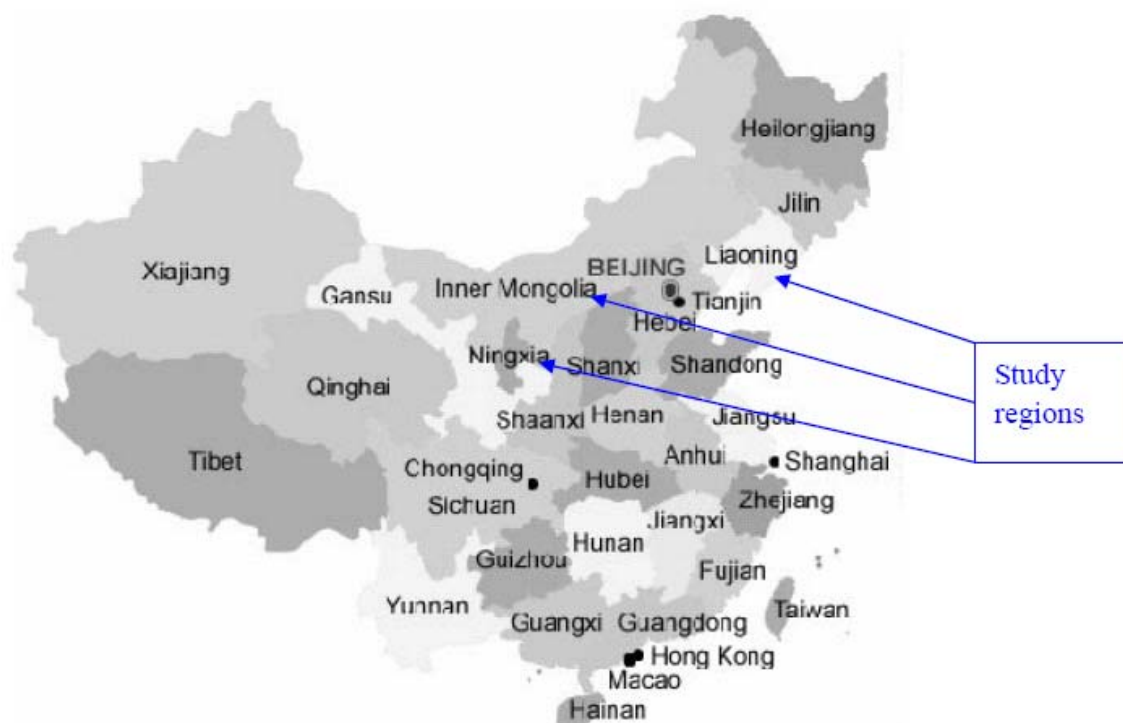 Heilongjiang
Jilin
Liaoning
Xiajiang
BEIJING
Gansu
Inner Mongolia
Tianjin
Hebei
Ningxia
Shanxi
Shandong
Study
regions
Qinghai
Shaanxi
Henan
Jiangsu
Tibet
Chongqing
Anhui
Shanghai
Sichuan
Hubei
Zhejiang
Jiangxi
Hunan
Guizhou
Fujian
Yunnan
Taiwan
Guangxi
Guangdong
Hong Kong
Macao
Hainan